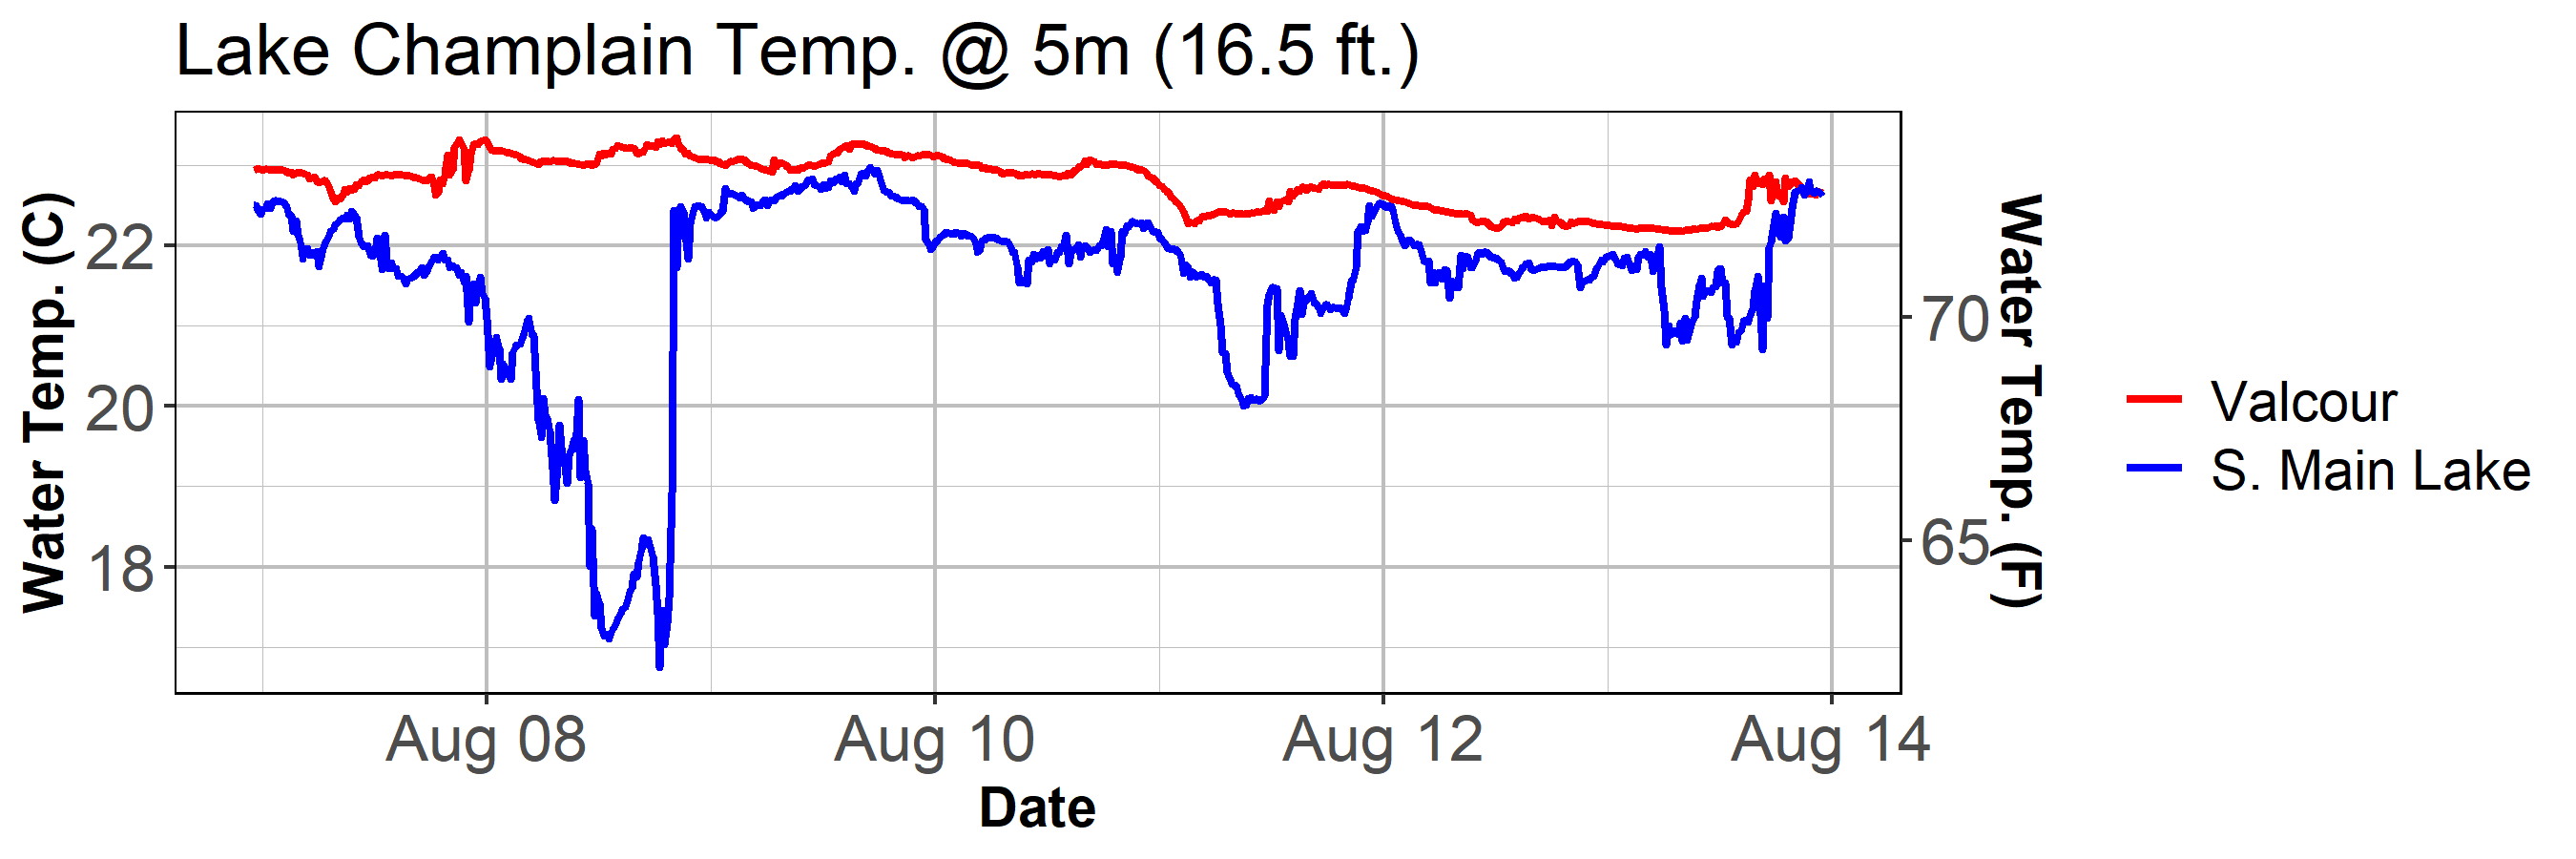 Lake Champlain Temp. @ 5m (16.5 ft.)
Water Temp. (C)
22
20
18
70
65
Water Temp. (F)
Valcour
S. Main Lake
Aug 08
Aug 10
Aug 12
Aug 14
Date